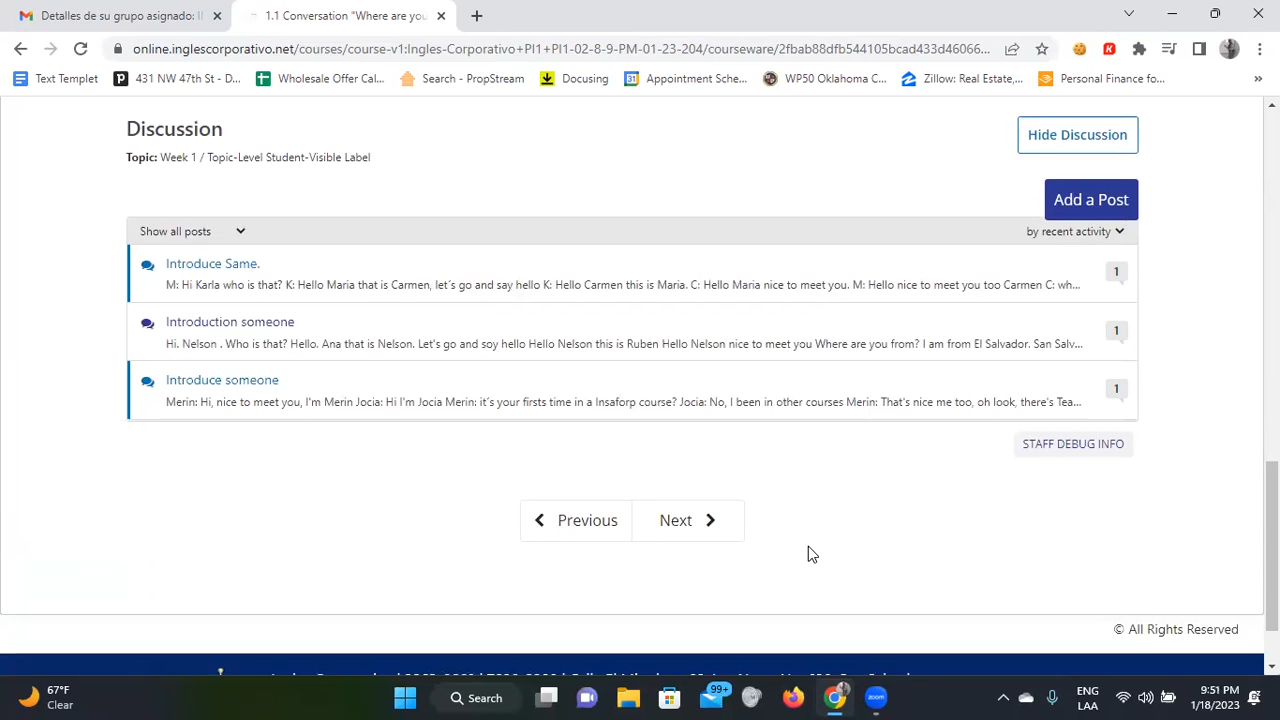 Detalles de su grupo asignado: I
1.1 Conversation "Where are you
online.inglescorporativo.net/courses/course-v1:Ingles-Corporativo+PI1+PI1-02-8-9-PM-01-23-204/courseware/2fbab88dfb544105bcad433d46066...
Text Templet
431 NW 47th St - D...
Wholesale Offer Cal...
Search - PropStream
Docusing
Appointment Sche...
WP50 Oklahoma C...
Zillow: Real Estate,...
Personal Finance fo...
»
Discussion
Hide Discussion
Topic: Week 1 / Topic-Level Student-Visible Label
Add a Post
Show all posts
by recent activity
Introduce Same.
M: Hi Karla who is that? K: Hello Maria that is Carmen, let´s go and say hello K: Hello Carmen this is Maria. C: Hello Maria nice to meet you. M: Hello nice to meet you too Carmen C: wh...
1
Introduction someone
Hi. Nelson . Who is that? Hello. Ana that is Nelson. Let's go and say hello Hello Nelson this is Ruben Hello Nelson nice to meet you Where are you from? I am from El Salvador. San Salv...
1
Introduce someone
Merin: Hi, nice to meet you, I'm Merin Jocia: Hi I'm Jocia Merin: it´s your firsts time in a Insaforp course? Jocia: No, I been in other courses Merin: That's nice me too, oh look, there's Tea...
1
STAFF DEBUG INFO
Previous
Next
© All Rights Reserved
67°F
Clear
Search
99+
zoom
ENG
LAA
9:51 PM
1/18/2023